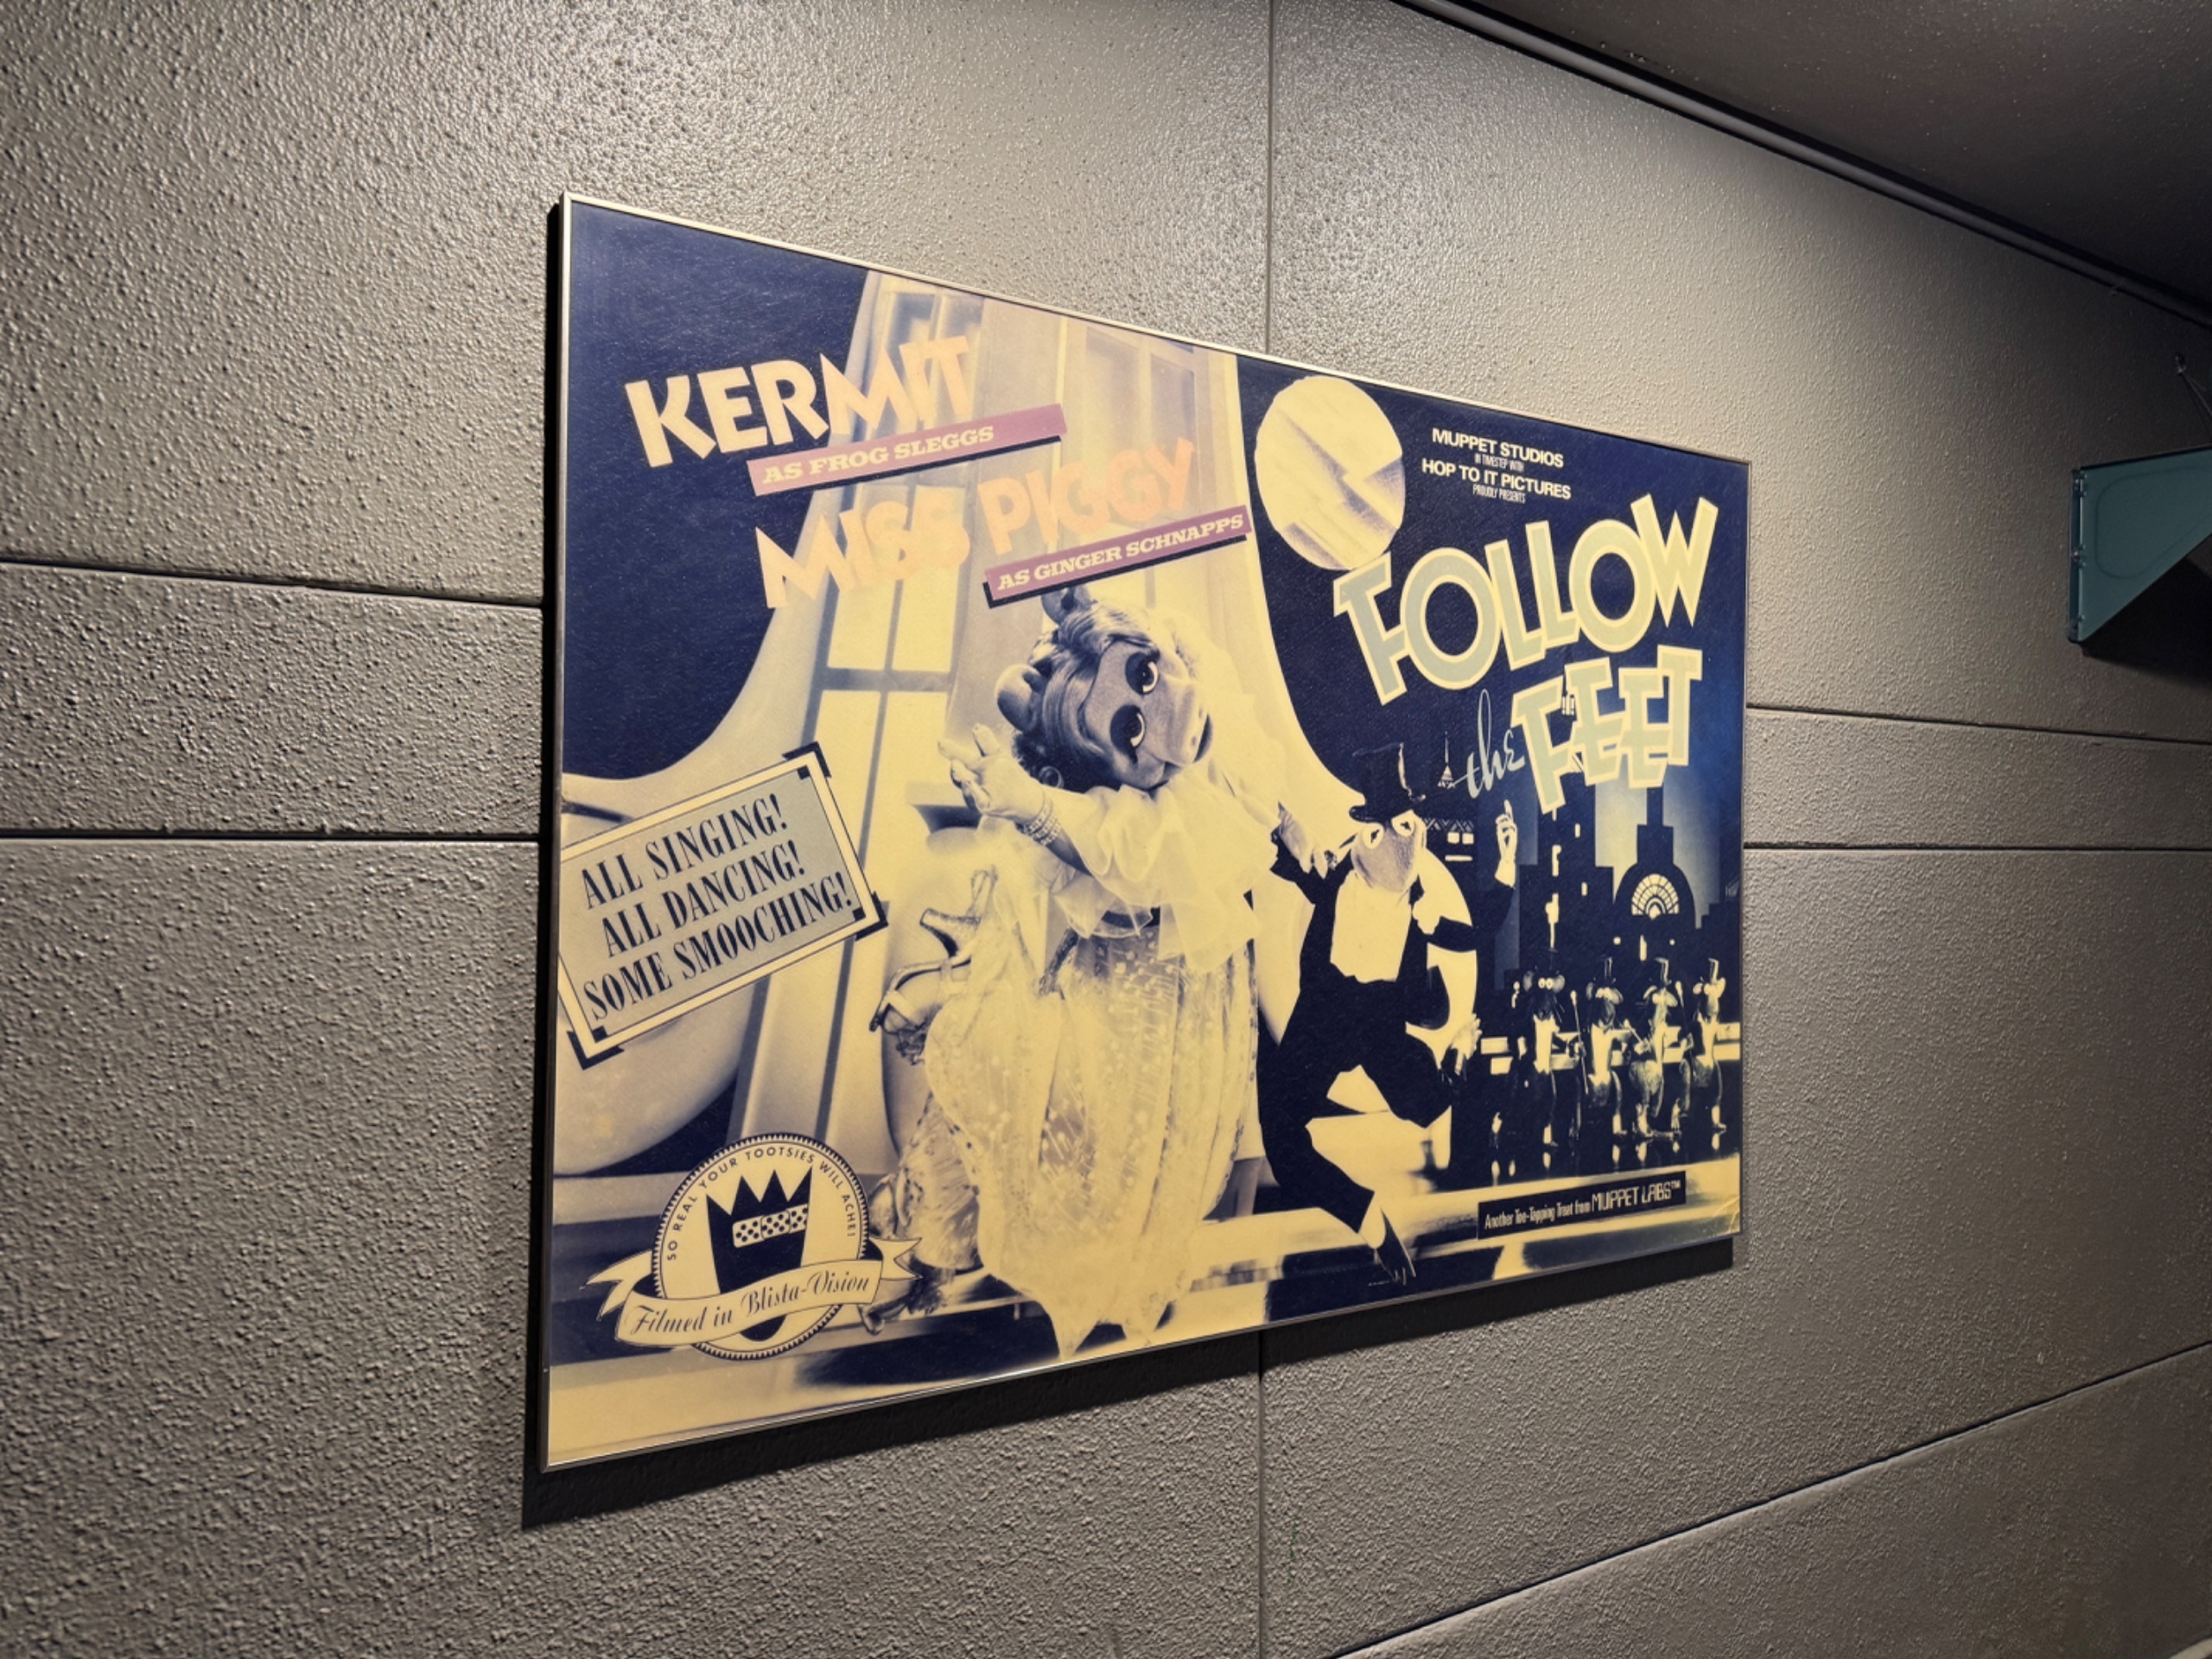 KERMIT
AS FROG SLEGGS
MISS PIGGY
AS GINGER SCHNAPPS
MUPPET STUDIOS
IN TIMESTEP WITH
HOP TO IT PICTURES
PROUDLY PRESENTS
FOLLOW
the FEET
ALL SINGING!
ALL DANCING!
SOME SMOOCHING!
SO REAL YOUR TOOTSIES WILL ACHE!
Filmed in Blista-Vision
Another Toe-Tapping Treat from MUPPET LABS™